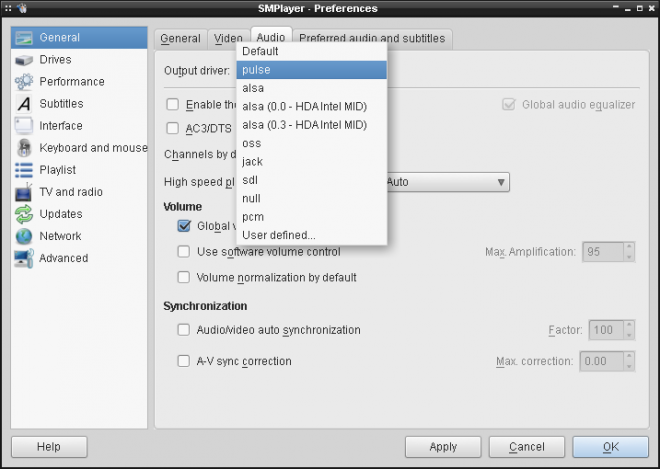 SMPlayer - Preferences
General
Drives
Performance
Subtitles
Interface
Keyboard and mouse
Playlist
TV and radio
Updates
Network
Advanced
General Video Audio Preferred audio and subtitles
Output driver:
Default
pulse
alsa
alsa (0.0 - HDA Intel MID)
alsa (0.3 - HDA Intel MID)
oss
jack
sdl
null
pcm
User defined...
Enable the
Global audio equalizer
AC3/DTS
Channels by d
High speed pl
Auto
Volume
Global v
Use software volume control
Max. Amplification: 95
Volume normalization by default
Synchronization
Audio/video auto synchronization
Factor: 100
A-V sync correction
Max. correction: 0.00
Help
Apply
Cancel
OK